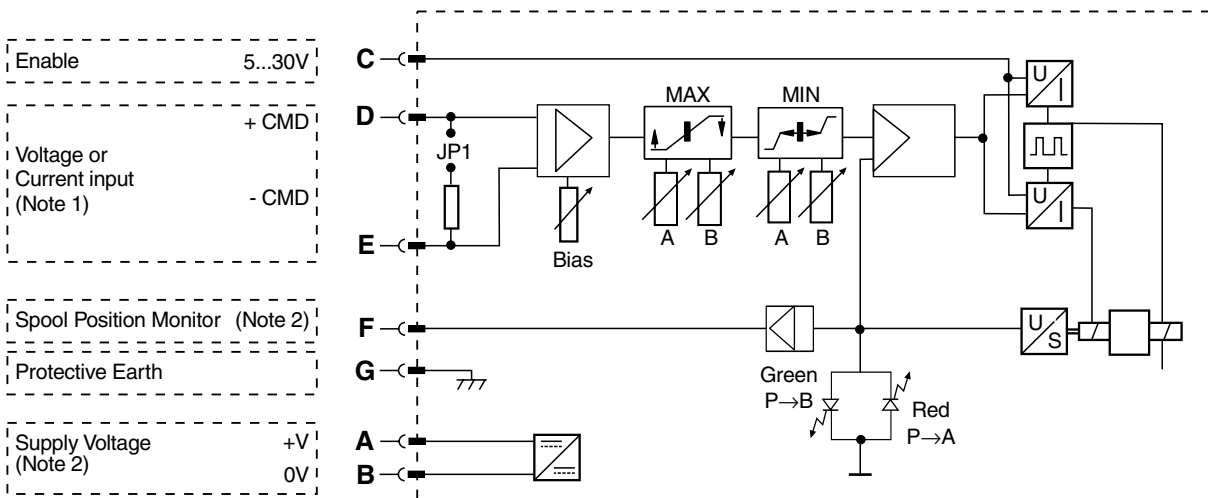 Enable 5...30V
C
Voltage or
Current input
(Note 1)
+ CMD
- CMD
D
E
JP1
Bias
MAX
A B
MIN
A B
U
I
U
I
Spool Position Monitor (Note 2)
F
U
S
Protective Earth
G
Green
P→B
Red
P→A
Supply Voltage
(Note 2)
+V
0V
A
B